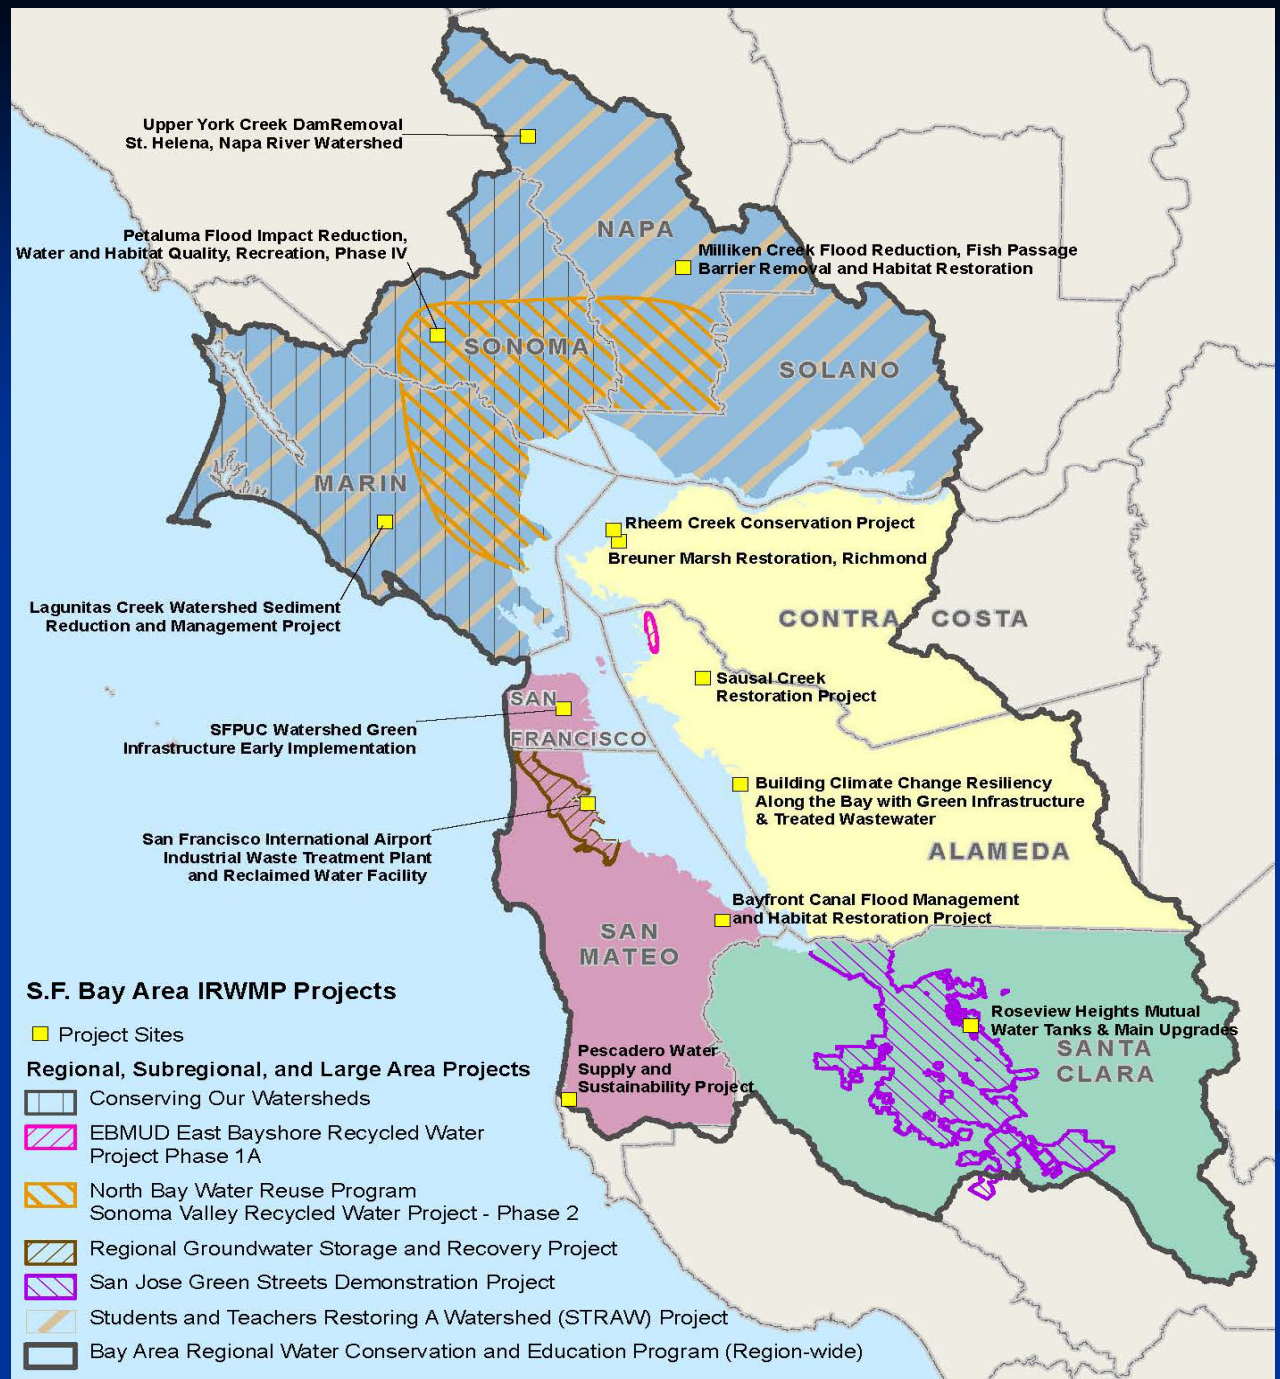 Upper York Creek DamRemoval
St. Helena, Napa River Watershed
NAPA
Petaluma Flood Impact Reduction,
Water and Habitat Quality, Recreation, Phase IV
Milliken Creek Flood Reduction, Fish Passage
Barrier Removal and Habitat Restoration
SONOMA
SOLANO
MARIN
Rheem Creek Conservation Project
Breuner Marsh Restoration, Richmond
Lagunitas Creek Watershed Sediment
Reduction and Management Project
CONTRA COSTA
Sausal Creek
Restoration Project
SAN
FRANCISCO
SFPUC Watershed Green
Infrastructure Early Implementation
Building Climate Change Resiliency
Along the Bay with Green Infrastructure
& Treated Wastewater
San Francisco International Airport
Industrial Waste Treatment Plant
and Reclaimed Water Facility
ALAMEDA
Bayfront Canal Flood Management
and Habitat Restoration Project
SAN
MATEO
Roseview Heights Mutual
Water Tanks & Main Upgrades
SANTA
CLARA
Pescadero Water
Supply and
Sustainability Project
S.F. Bay Area IRWMP Projects
Project Sites
Regional, Subregional, and Large Area Projects
Conserving Our Watersheds
EBMUD East Bayshore Recycled Water
Project Phase 1A
North Bay Water Reuse Program
Sonoma Valley Recycled Water Project - Phase 2
Regional Groundwater Storage and Recovery Project
San Jose Green Streets Demonstration Project
Students and Teachers Restoring A Watershed (STRAW) Project
Bay Area Regional Water Conservation and Education Program (Region-wide)